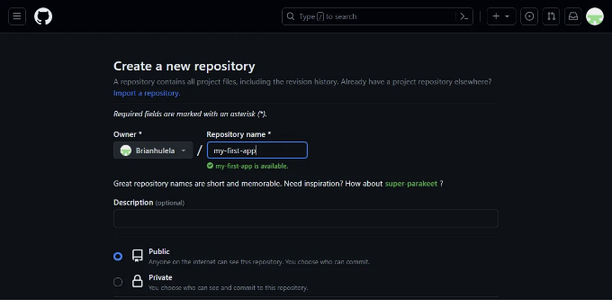 Type / to search
Create a new repository
A repository contains all project files, including the revision history. Already have a project repository elsewhere?
Import a repository.
Required fields are marked with an asterisk (*).
Owner * Repository name *
Brianhulela / my-first-app
my-first-app is available.
Great repository names are short and memorable. Need inspiration? How about super-parakeet ?
Description (optional)
Public
Anyone on the internet can see this repository. You choose who can commit.
Private
You choose who can see and commit to this repository.